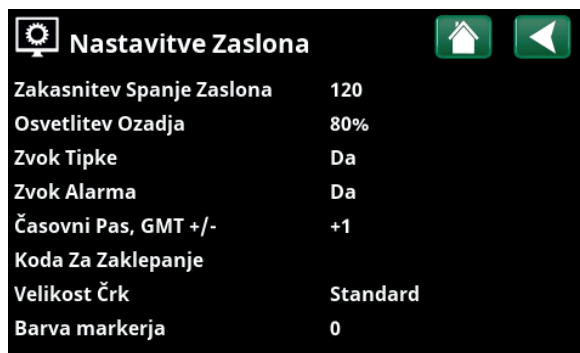 Nastavitve Zaslona
Zakasnitev Spanje Zaslona 120
Osvetlitev Ozadja 80%
Zvok Tipke Da
Zvok Alarma Da
Časovni Pas, GMT +/- +1
Koda Za Zaklepanje
Velikost Črk Standard
Barva markerja 0